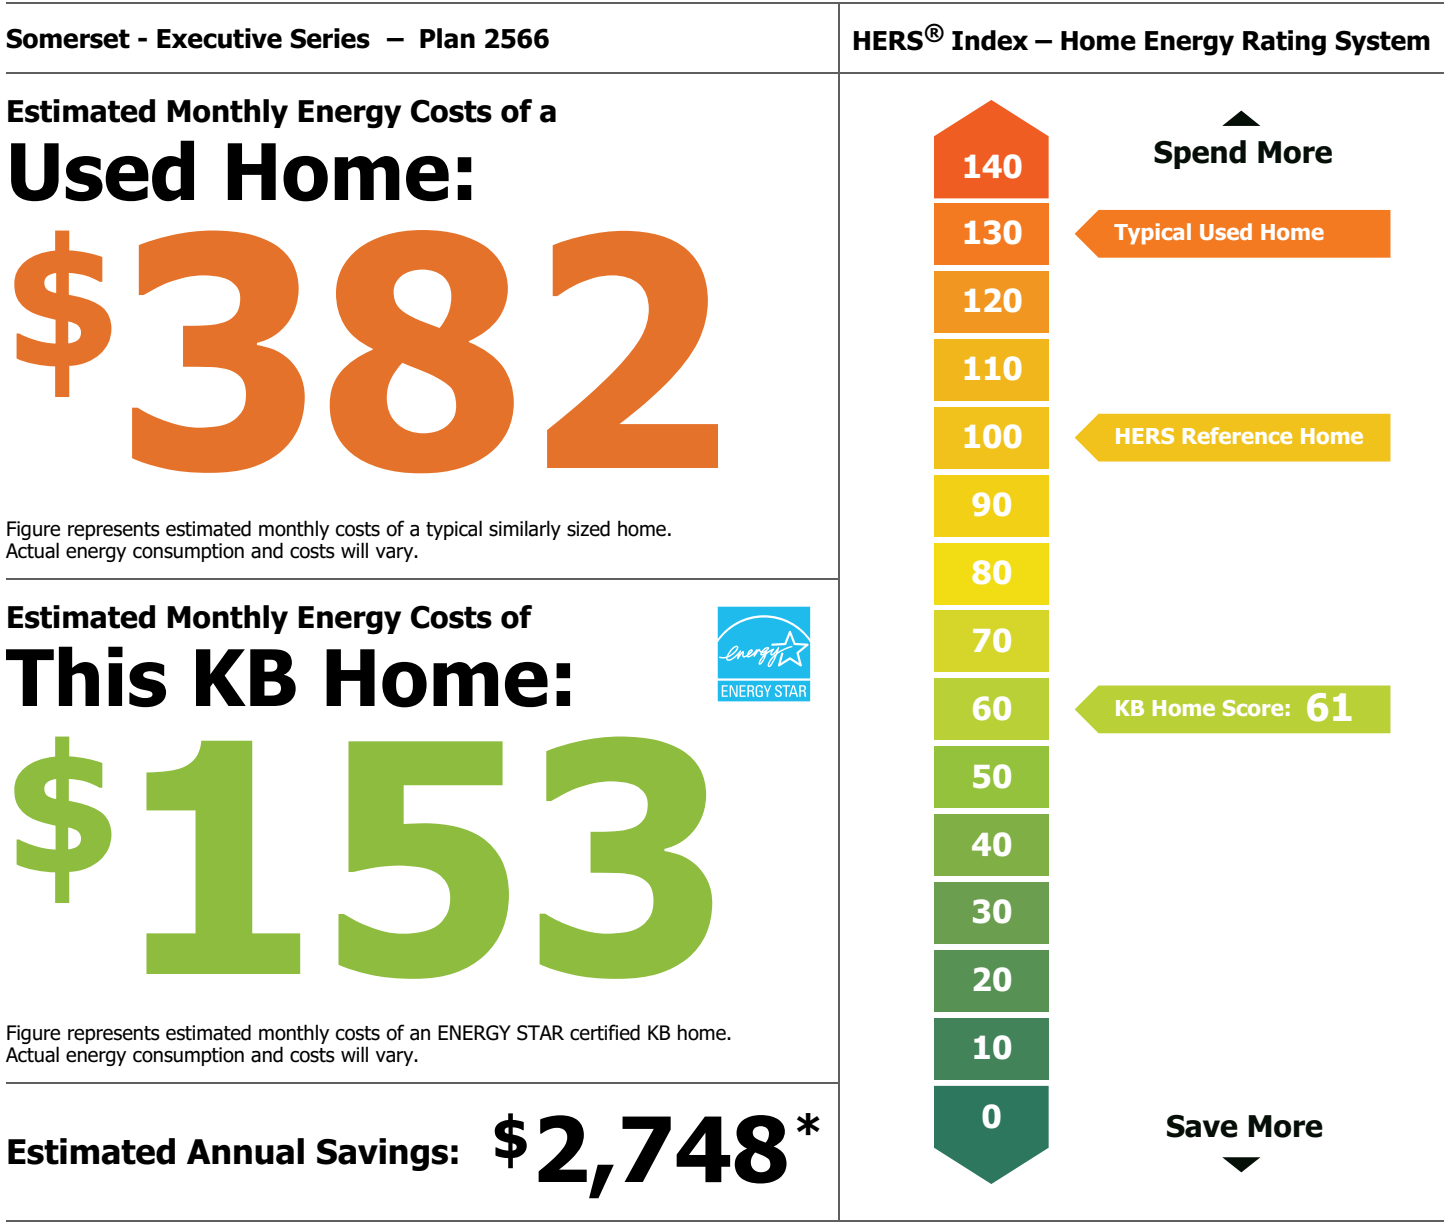 Somerset - Executive Series – Plan 2566
Estimated Monthly Energy Costs of a
Used Home:
$382
Figure represents estimated monthly costs of a typical similarly sized home.
Actual energy consumption and costs will vary.
Estimated Monthly Energy Costs of
This KB Home:
energy
ENERGY STAR
$153
Figure represents estimated monthly costs of an ENERGY STAR certified KB home.
Actual energy consumption and costs will vary.
Estimated Annual Savings: $2,748*
HERS® Index – Home Energy Rating System
Spend More
140
130
Typical Used Home
120
110
100
HERS Reference Home
90
80
70
60
KB Home Score: 61
50
40
30
20
10
0
Save More